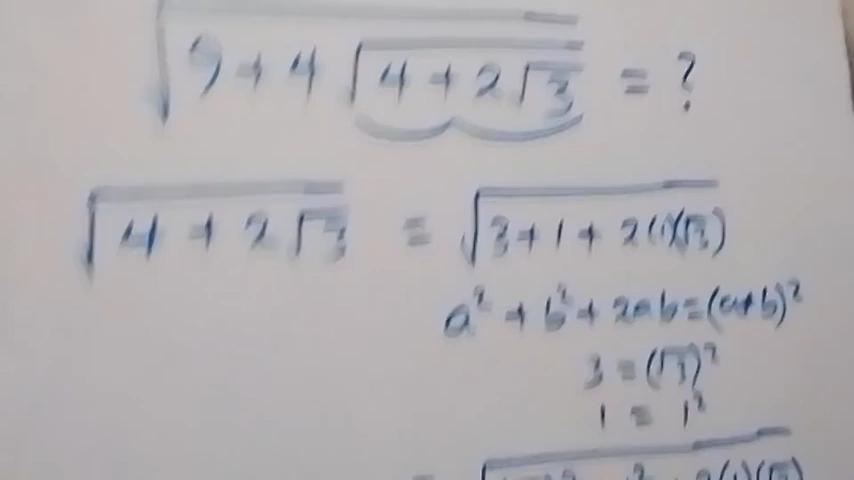 √(9 + 4√(4 + 2√3)) = ?
√(4 + 2√3) = √(3 + 1 + 2(1)(√3))
a² + b² + 2ab = (a+b)²
3 = (√3)²
1 = 1²